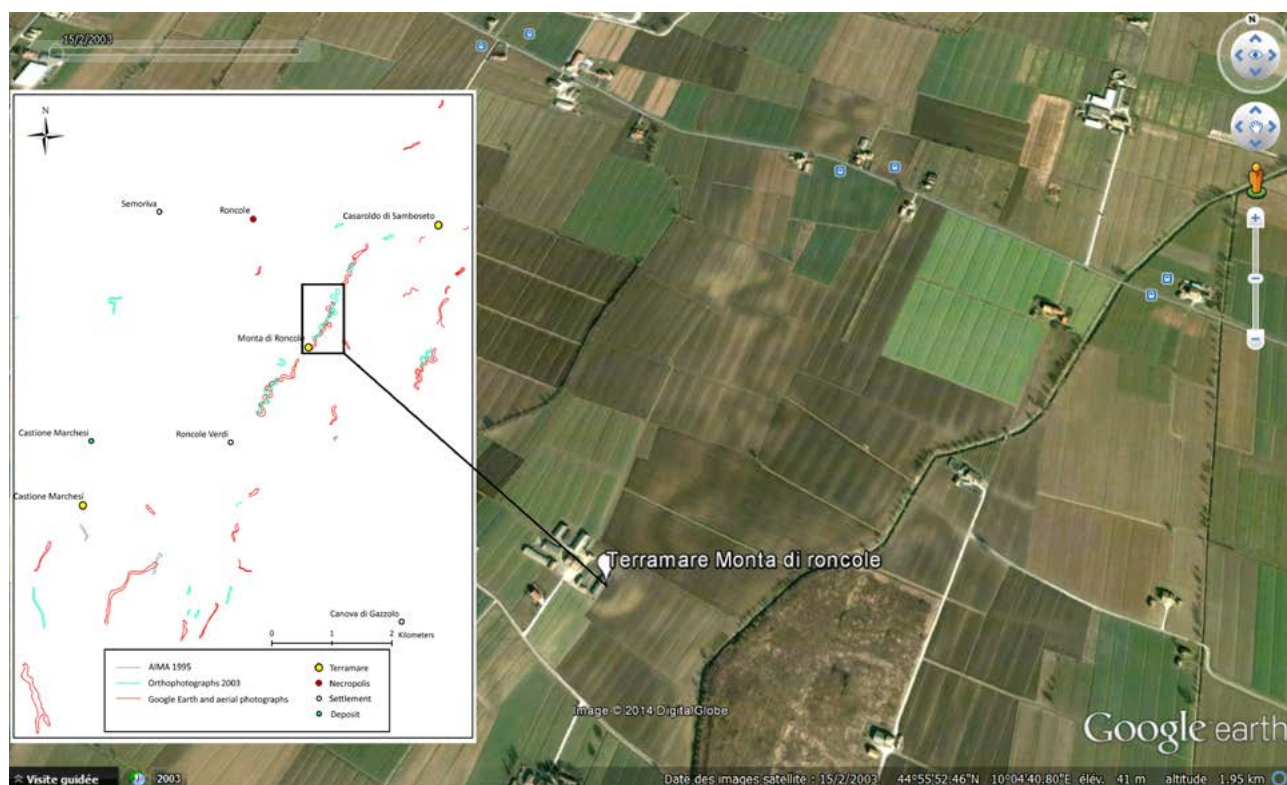 15/2/2003
N
N
Semoriva
Roncole
Casaroldo di Samboseto
Monta di Roncole
Castione Marchesi
Roncole Verdi
Castione Marchesi
Canova di Gazzolo
0 1 2
Kilometers
AIMA 1995
Orthophotographs 2003
Google Earth and aerial photographs
Terramare
Necropolis
Settlement
Deposit
Terramare Monta di roncole
Image © 2014 DigitalGlobe
Google earth
Visite guidée
2003
Date des images satellite : 15/2/2003 44°55'52.46"N 10°04'40.80"E élév. 41 m altitude 1.95 km